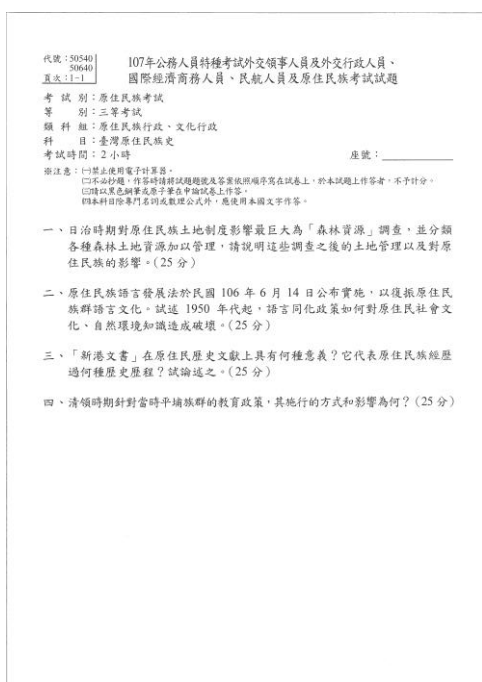 代號：50540
50640
頁次：1-1
107年公務人員特種考試外交領事人員及外交行政人員、
國際經濟商務人員、民航人員及原住民族考試試題
考試別：原住民族考試
等別：三等考試
類科組：原住民族行政、文化行政
科目：臺灣原住民族史
考試時間：2小時
座號：
※注意：㈠禁止使用電子計算器。
㈡不必抄題，作答時請將試題題號及答案依照順序寫在試卷上，於本試題上作答者，不予計分。
㈢請以黑色鋼筆或原子筆在申論試卷上作答。
㈣本科目除專門名詞或數理公式外，應使用本國文字作答。
一、日治時期對原住民族土地制度影響最巨大為「森林資源」調查，並分類
各種森林土地資源加以管理，請說明這些調查之後的土地管理以及對原
住民族的影響。（25分）
二、原住民族語言發展法於民國106年6月14日公布實施，以復振原住民
族群語言文化。試述1950年代起，語言同化政策如何對原住民社會文
化、自然環境知識造成破壞。（25分）
三、「新港文書」在原住民歷史文獻上具有何種意義？它代表原住民族經歷
過何種歷史歷程？試論述之。（25分）
四、清領時期針對當時平埔族群的教育政策，其施行的方式和影響為何？（25分）